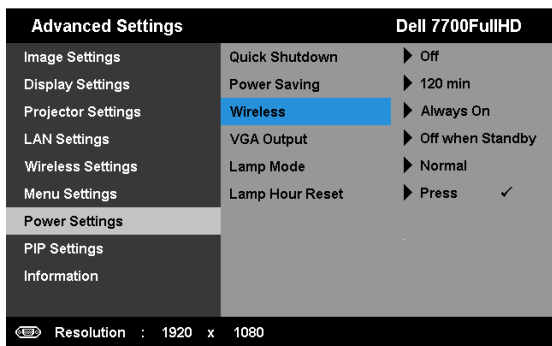 Advanced Settings Dell 7700FullHD
Image Settings Quick Shutdown Off
Display Settings Power Saving 120 min
Projector Settings Wireless Always On
LAN Settings VGA Output Off when Standby
Wireless Settings Lamp Mode Normal
Menu Settings Lamp Hour Reset Press ✓
Power Settings
PIP Settings
Information
Resolution : 1920 x 1080